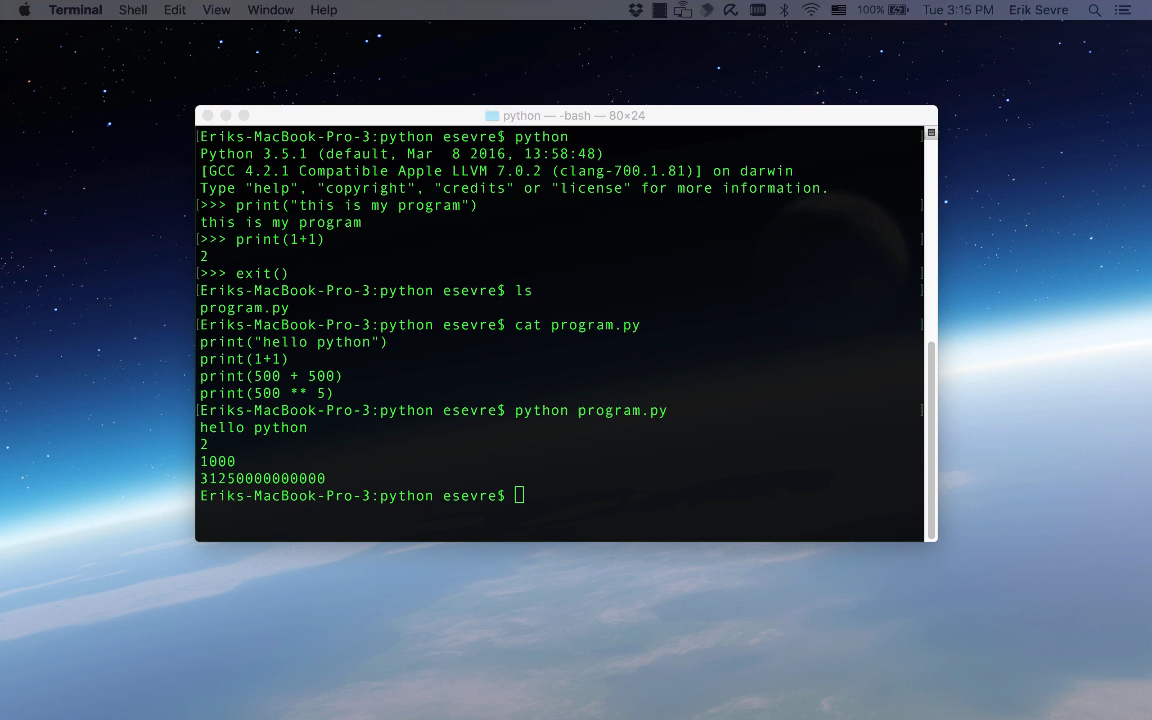 Terminal Shell Edit View Window Help 100% Tue 3:15 PM Erik Sevre
python — -bash — 80×24
[Eriks-MacBook-Pro-3:python esevre$ python ]
Python 3.5.1 (default, Mar  8 2016, 13:58:48)
[GCC 4.2.1 Compatible Apple LLVM 7.0.2 (clang-700.1.81)] on darwin
Type "help", "copyright", "credits" or "license" for more information.
[>>> print("this is my program") ]
this is my program
[>>> print(1+1) ]
2
[>>> exit() ]
[Eriks-MacBook-Pro-3:python esevre$ ls ]
program.py
[Eriks-MacBook-Pro-3:python esevre$ cat program.py ]
print("hello python")
print(1+1)
print(500 + 500)
print(500 ** 5)
[Eriks-MacBook-Pro-3:python esevre$ python program.py ]
hello python
2
1000
31250000000000
Eriks-MacBook-Pro-3:python esevre$